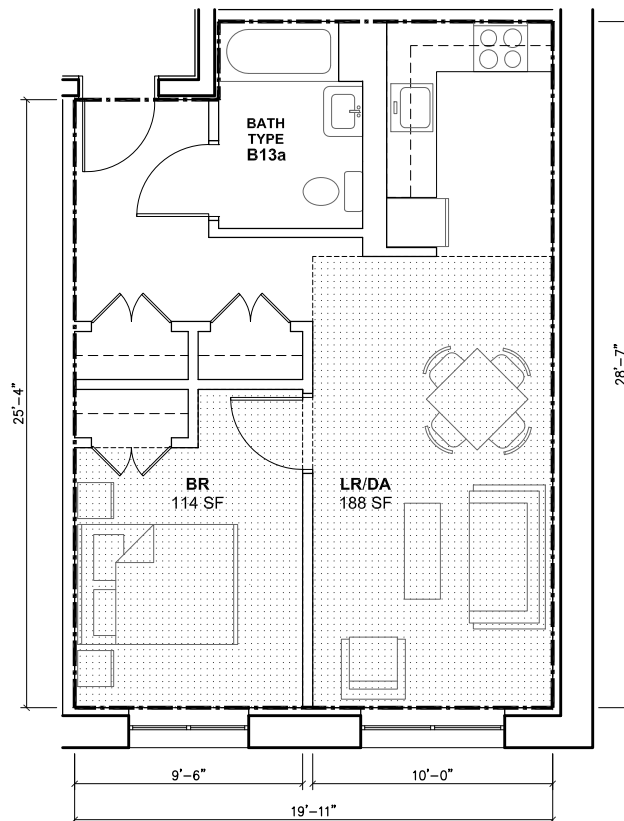 BATH
TYPE
B13a
25'-4"
28'-7"
BR
114 SF
LR/DA
188 SF
9'-6"
10'-0"
19'-11"